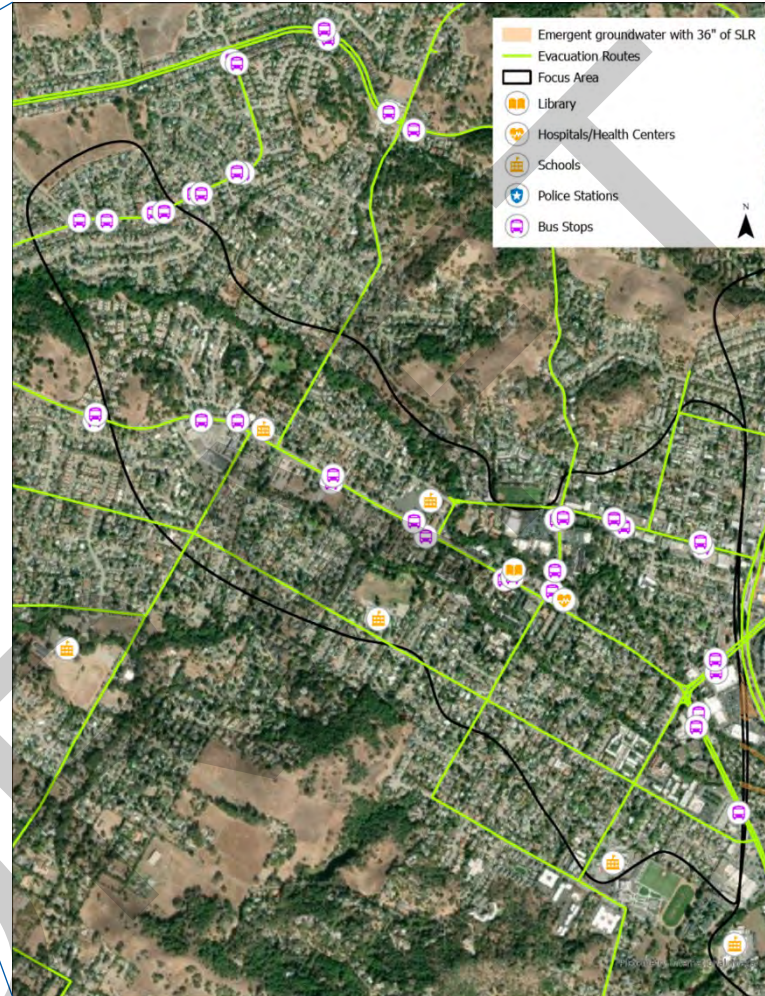 Emergent groundwater with 36" of SLR
Evacuation Routes
Focus Area
Library
Hospitals/Health Centers
Schools
Police Stations
N
Bus Stops